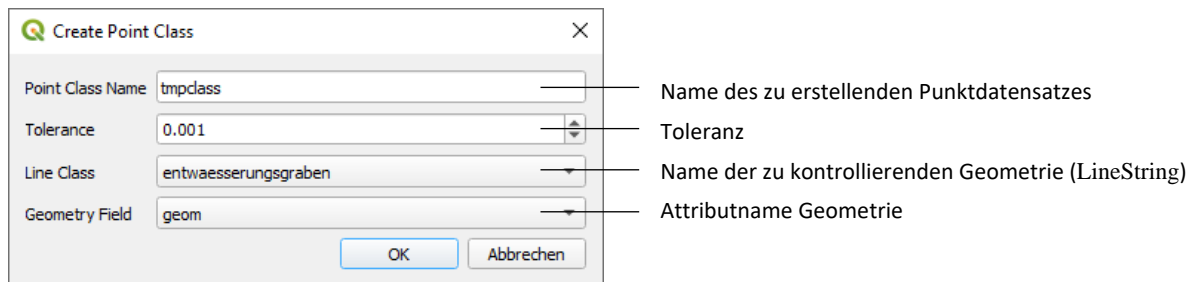 Create Point Class
Point Class Name tmpclass Name des zu erstellenden Punktdatensatzes
Tolerance 0.001 Toleranz
Line Class entwaesserungsgraben Name der zu kontrollierenden Geometrie (LineString)
Geometry Field geom Attributname Geometrie
OK Abbrechen